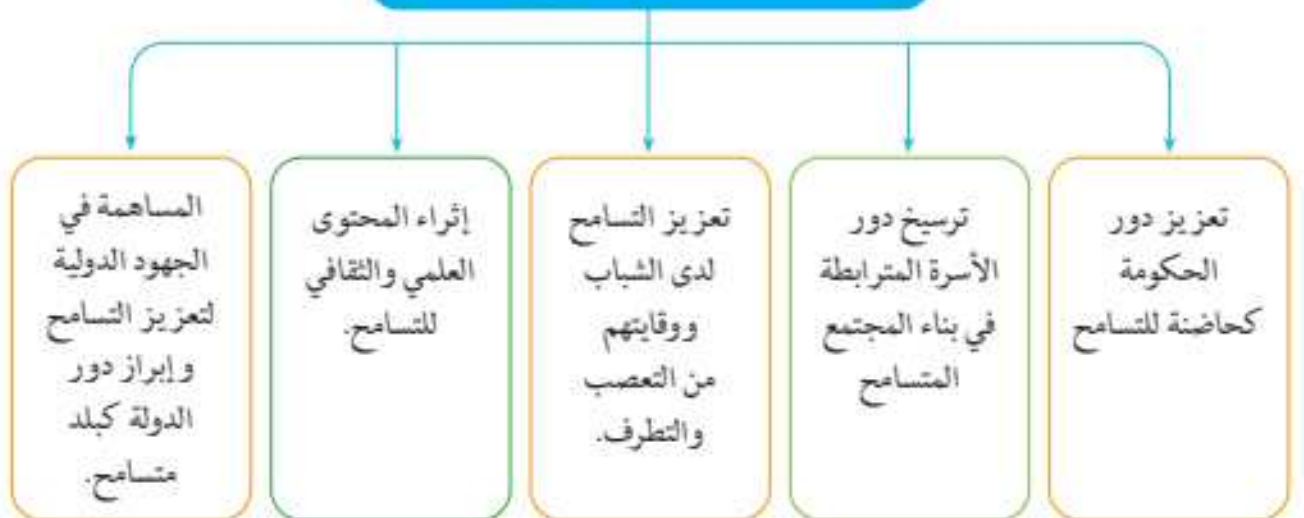 تعزيز دور
الحكومة
كحاضنة للتسامح
ترسيخ دور
الأسرة المترابطة
في بناء المجتمع
المتسامح
تعزيز التسامح
لدى الشباب
ووقايتهم
من التعصب
والتطرف.
إثراء المحتوى
العلمي والثقافي
للتسامح.
المساهمة في
الجهود الدولية
لتعزيز التسامح
وإبراز دور
الدولة كبلد
متسامح.